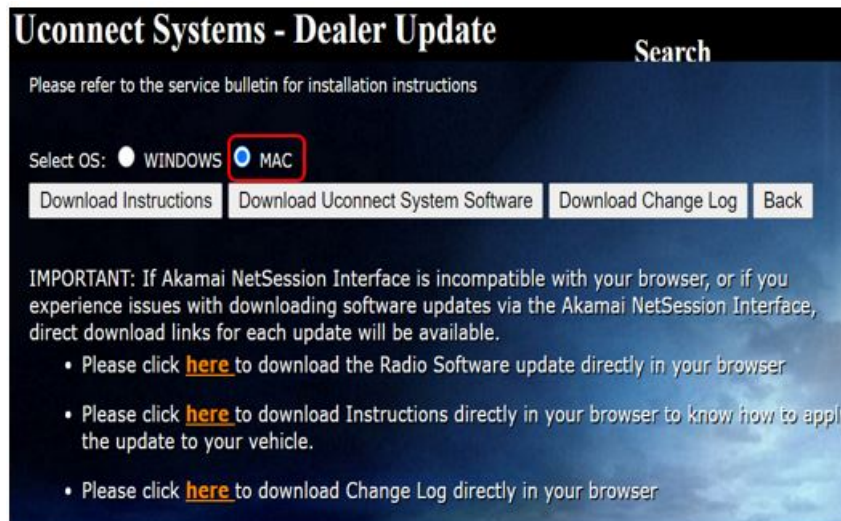 Uconnect Systems - Dealer Update
Search
Please refer to the service bulletin for installation instructions
Select OS: WINDOWS MAC
Download Instructions Download Uconnect System Software Download Change Log Back
IMPORTANT: If Akamai NetSession Interface is incompatible with your browser, or if you
experience issues with downloading software updates via the Akamai NetSession Interface,
direct download links for each update will be available.
• Please click here to download the Radio Software update directly in your browser
• Please click here to download Instructions directly in your browser to know how to appl
the update to your vehicle.
• Please click here to download Change Log directly in your browser